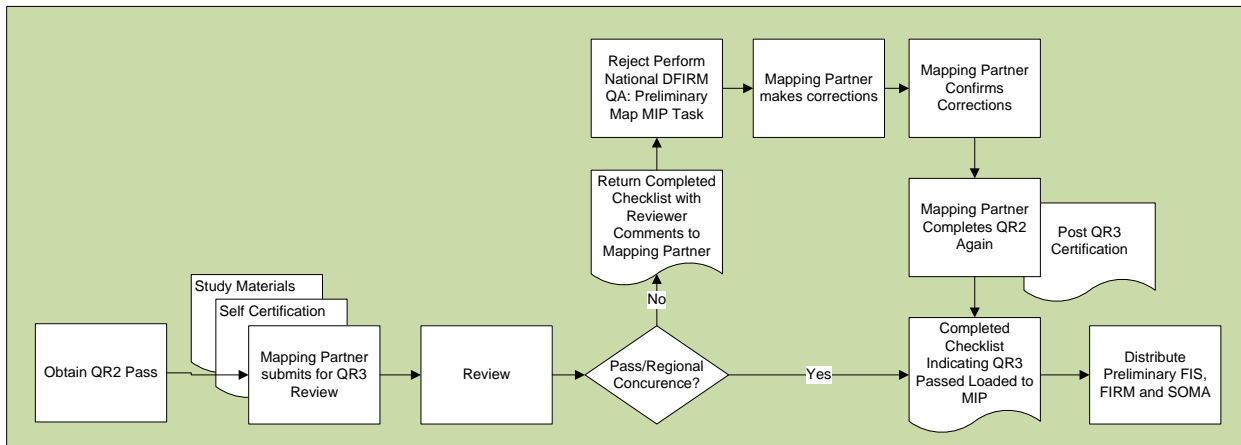 Reject Perform
National DFIRM
QA: Preliminary
Map MIP Task
Mapping Partner
makes corrections
Mapping Partner
Confirms
Corrections
Return Completed
Checklist with
Reviewer
Comments to
Mapping Partner
Mapping Partner
Completes QR2
Again
Post QR3
Certification
Study Materials
Self Certification
No
Obtain QR2 Pass
Mapping Partner
submits for QR3
Review
Review
Pass/Regional
Concurence?
Yes
Completed
Checklist
Indicating QR3
Passed Loaded to
MIP
Distribute
Preliminary FIS,
FIRM and SOMA